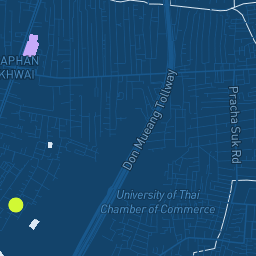 APHAN
KHWAI
Don Mueang Tollway
Pracha Suk Rd
University of Thai
Chamber of Commerce